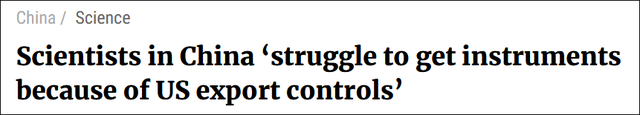 China / Science
Scientists in China ‘struggle to get instruments
because of US export controls’